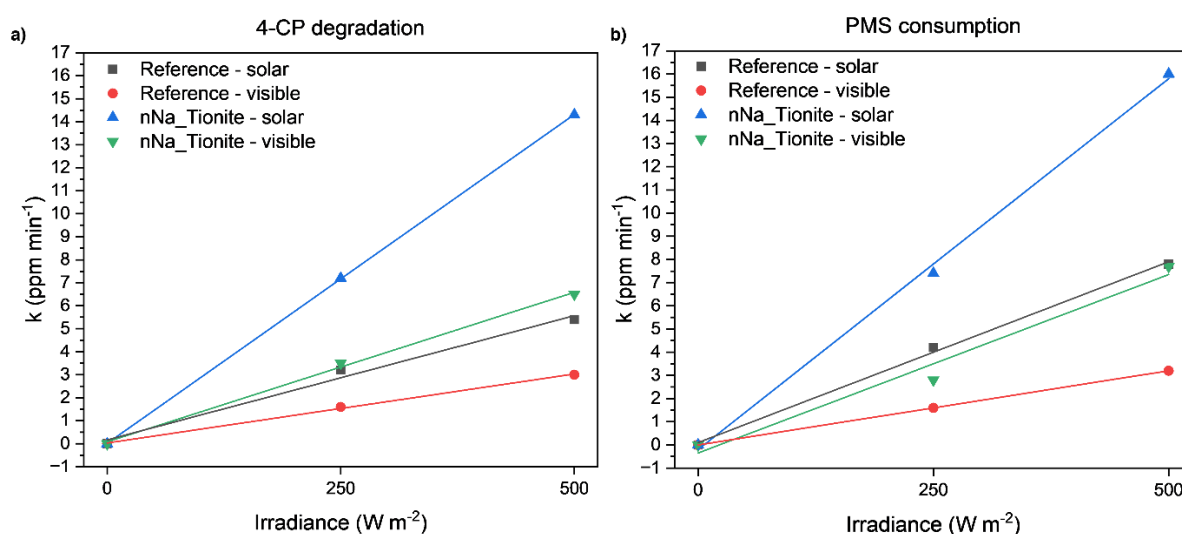 a)
4-CP degradation
17
16
15
14
13
12
11
10
9
8
7
6
5
4
3
2
1
0
−1
k (ppm min⁻¹)
Reference - solar
Reference - visible
nNa_Tionite - solar
nNa_Tionite - visible
0
250
500
Irradiance (W m⁻²)
b)
PMS consumption
17
16
15
14
13
12
11
10
9
8
7
6
5
4
3
2
1
0
−1
k (ppm min⁻¹)
Reference - solar
Reference - visible
nNa_Tionite - solar
nNa_Tionite - visible
0
250
500
Irradiance (W m⁻²)